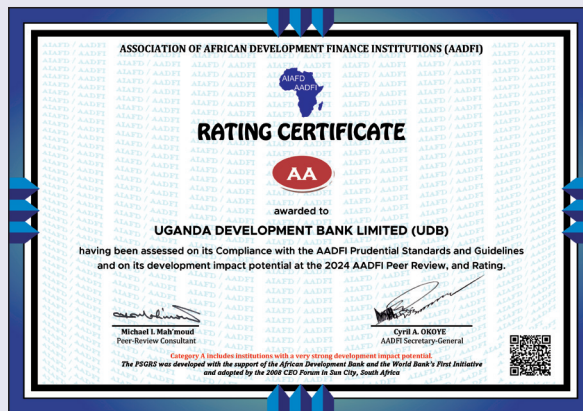 ASSOCIATION OF AFRICAN DEVELOPMENT FINANCE INSTITUTIONS (AADFI)
AIAFD
AADFI
RATING CERTIFICATE
AA
awarded to
UGANDA DEVELOPMENT BANK LIMITED (UDB)
having been assessed on its Compliance with the AADFI Prudential Standards and Guidelines
and on its development impact potential at the 2024 AADFI Peer Review, and Rating.
Michael I. Mah'moud
Peer-Review Consultant
Cyril A. OKOYE
AADFI Secretary-General
Category A includes institutions with a very strong development impact potential.
The PSGRS was developed with the support of the African Development Bank and the World Bank's First Initiative
and adopted by the 2008 CEO Forum in Sun City, South Africa